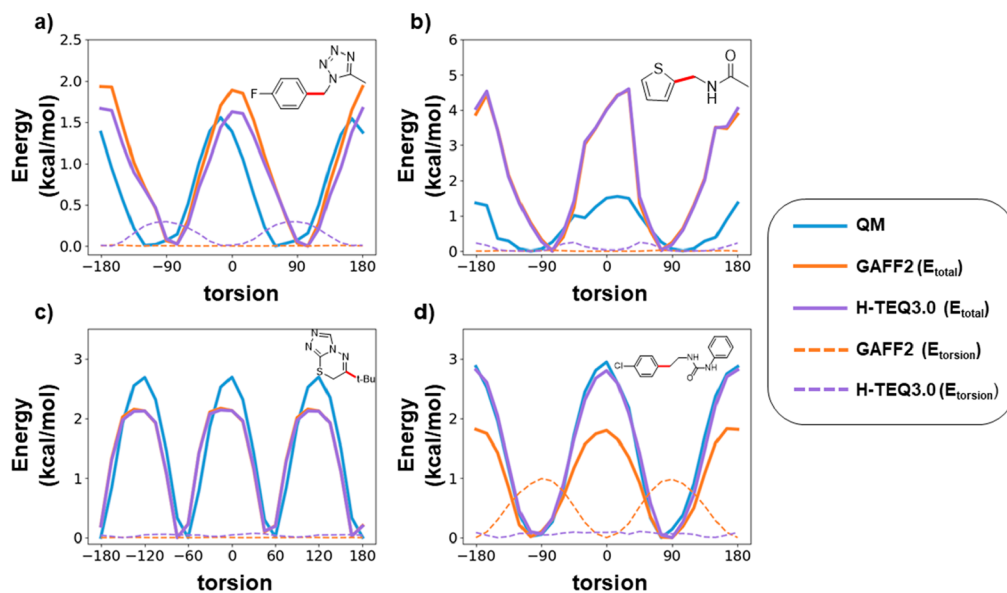 a)
2.5
2.0
1.5
1.0
0.5
0.0
Energy
(kcal/mol)
−180
−90
0
90
180
torsion
F
N
N
N
N
b)
6
5
4
3
2
1
0
Energy
(kcal/mol)
−180
−90
0
90
180
torsion
S
O
N
H
c)
3
2
1
0
Energy
(kcal/mol)
−180
−120
−60
0
60
120
180
torsion
N
N
N
N
S
t-Bu
d)
3
2
1
0
Energy
(kcal/mol)
−180
−90
0
90
180
torsion
Cl
NH
O
NH
QM
GAFF2 (Etotal)
H-TEQ3.0 (Etotal)
GAFF2 (Etorsion)
H-TEQ3.0 (Etorsion)